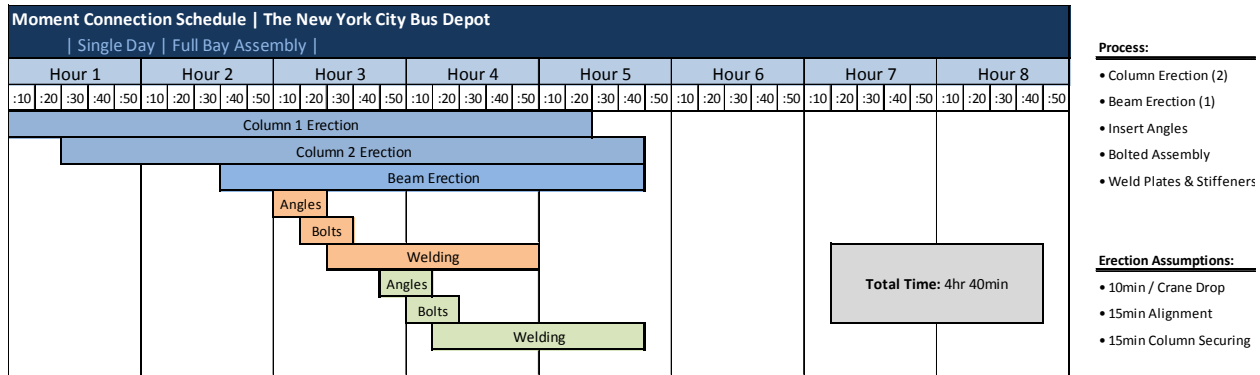 Moment Connection Schedule | The New York City Bus Depot
| Single Day | Full Bay Assembly |
Hour 1 Hour 2 Hour 3 Hour 4 Hour 5 Hour 6 Hour 7 Hour 8
:10 :20 :30 :40 :50 :10 :20 :30 :40 :50 :10 :20 :30 :40 :50 :10 :20 :30 :40 :50 :10 :20 :30 :40 :50 :10 :20 :30 :40 :50 :10 :20 :30 :40 :50 :10 :20 :30 :40 :50
Column 1 Erection
Column 2 Erection
Beam Erection
Angles
Bolts
Welding
Angles
Bolts
Welding
Total Time: 4hr 40min
Process:
• Column Erection (2)
• Beam Erection (1)
• Insert Angles
• Bolted Assembly
• Weld Plates & Stiffeners
Erection Assumptions:
• 10min / Crane Drop
• 15min Alignment
• 15min Column Securing